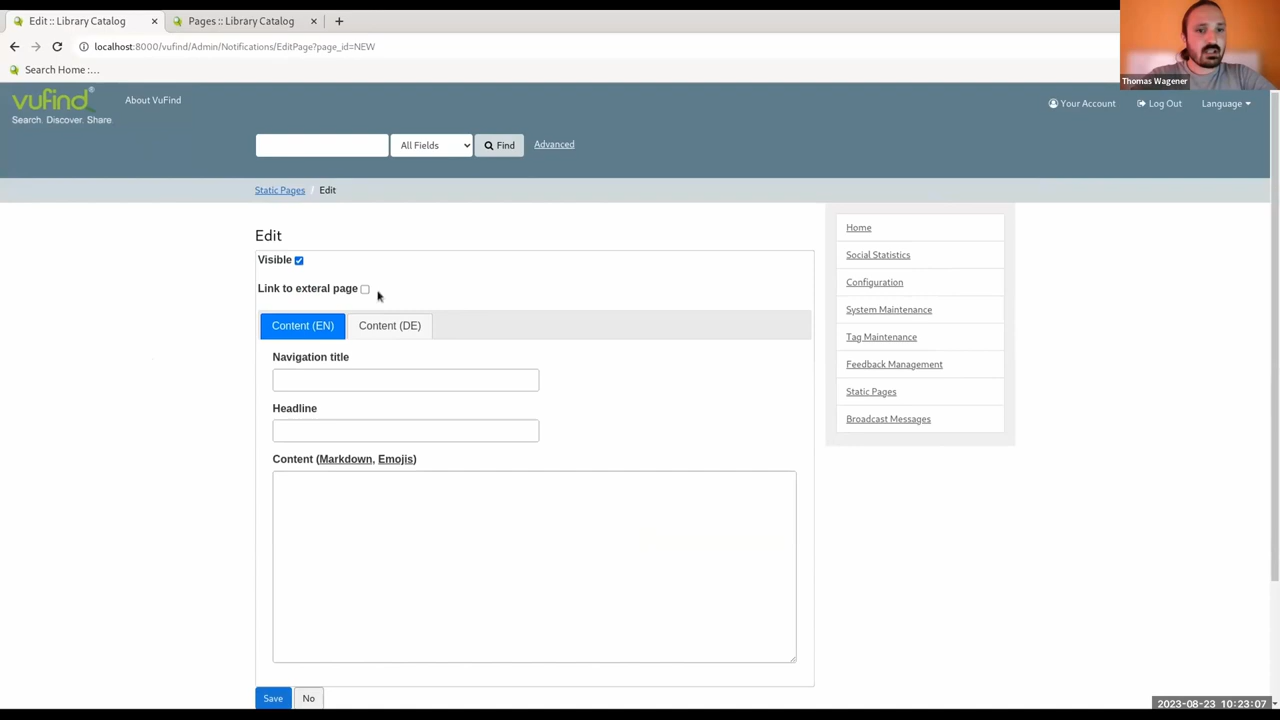 Edit :: Library Catalog
Pages :: Library Catalog
localhost:8000/vufind/Admin/Notifications/EditPage?page_id=NEW
Search Home :...
Thomas Wagener
vufind
Search. Discover. Share.
About VuFind
Your Account
Log Out
Language
All Fields
Find
Advanced
Static Pages / Edit
Edit
Visible
Link to exteral page
Content (EN)
Content (DE)
Navigation title
Headline
Content (Markdown, Emojis)
Save
No
Home
Social Statistics
Configuration
System Maintenance
Tag Maintenance
Feedback Management
Static Pages
Broadcast Messages
2023-08-23 10:23:07